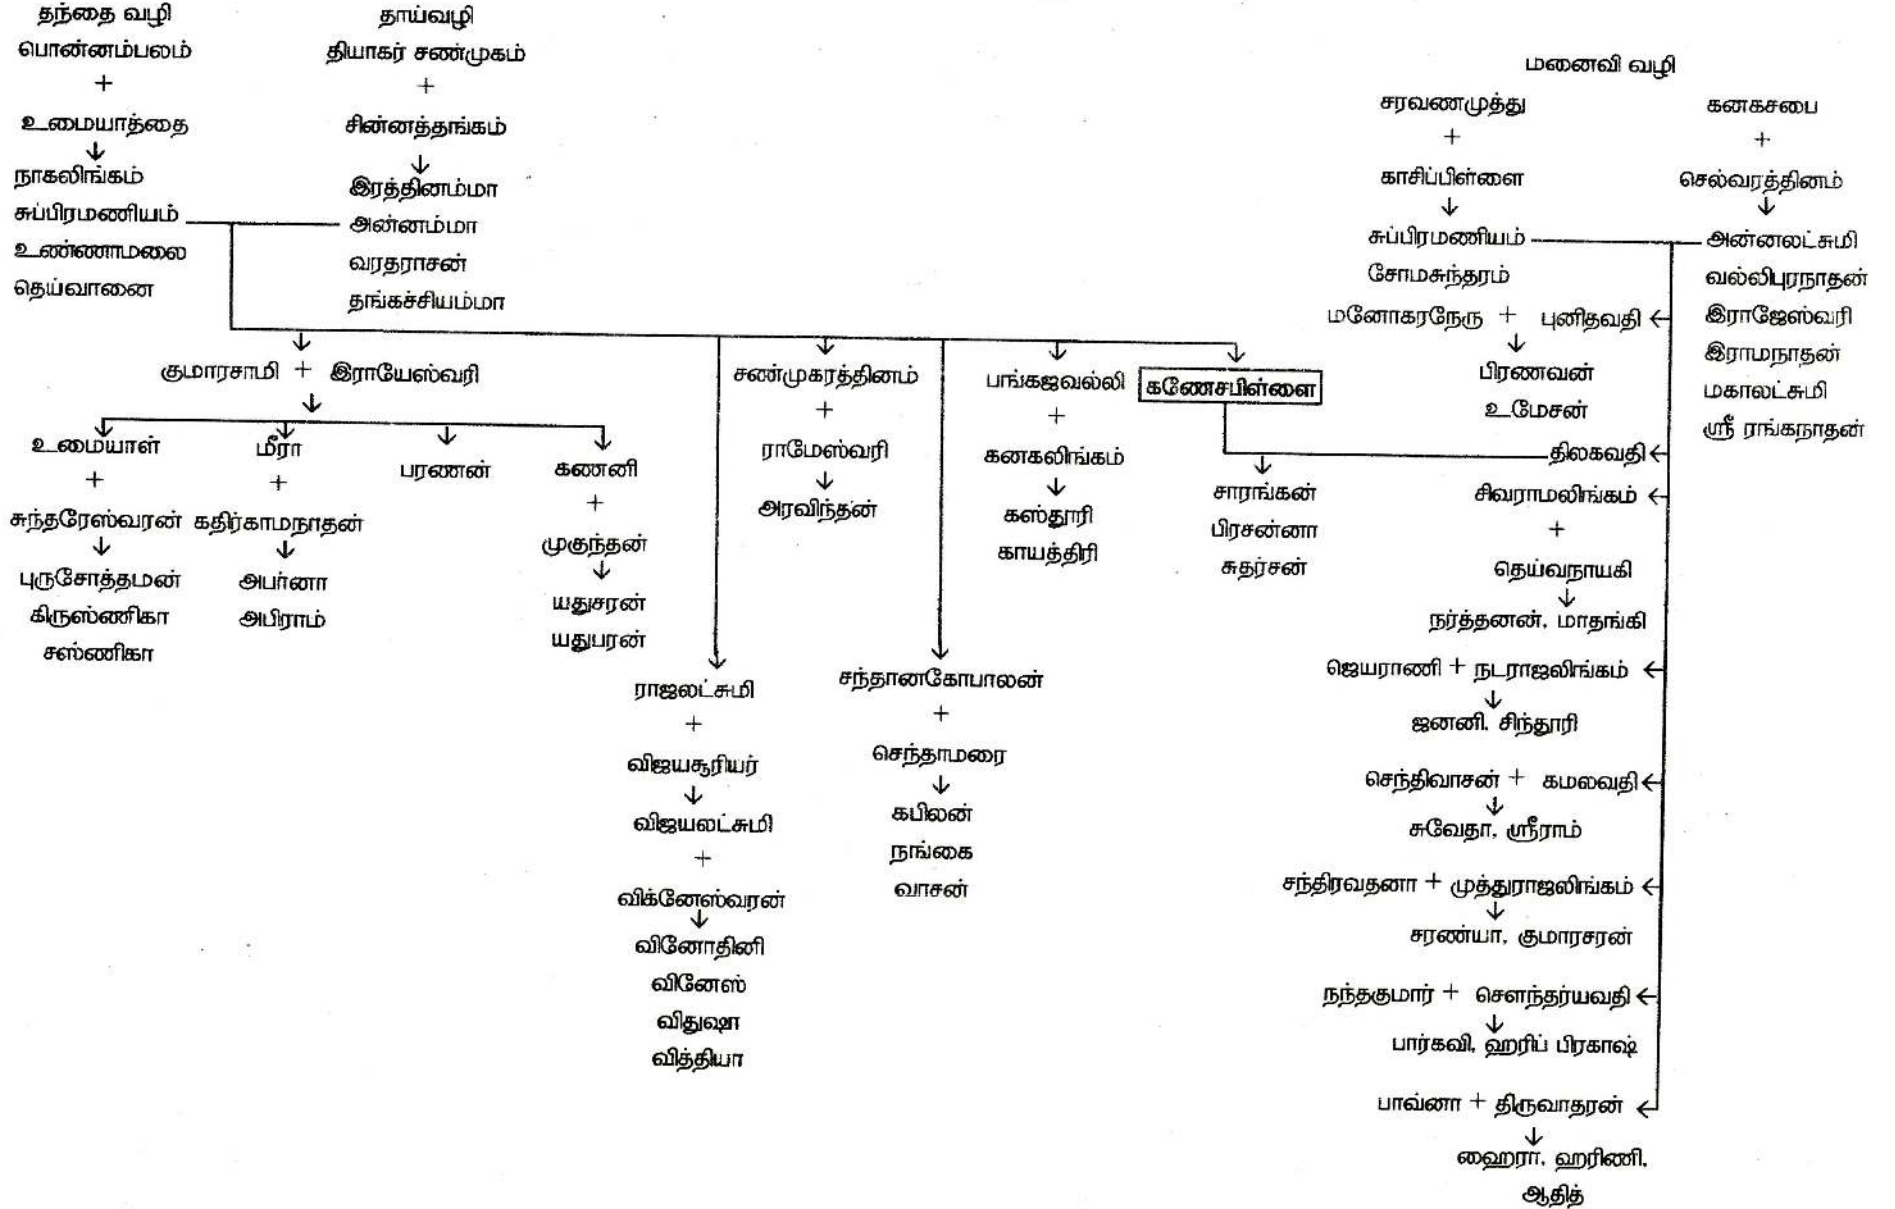 தந்தை வழி
பொன்னம்பலம்
+
உமையாத்தை
நாகலிங்கம்
சுப்பிரமணியம்
உண்ணாமலை
தெய்வானை
தாய்வழி
தியாகர் சண்முகம்
+
சின்னத்தங்கம்
இரத்தினம்மா
அன்னம்மா
வரதராசன்
தங்கச்சியம்மா
மனைவி வழி
சரவணமுத்து
+
காசிப்பிள்ளை
சுப்பிரமணியம்
சோமசுந்தரம்
கனகசபை
+
செல்வரத்தினம்
அன்னலட்சுமி
வல்லிபுரநாதன்
இராஜேஸ்வரி
இராமநாதன்
மகாலட்சுமி
ஸ்ரீ ரங்கநாதன்
குமாரசாமி + இராயேஸ்வரி
உமையாள்
+
சுந்தரேஸ்வரன்
புருசோத்தமன்
கிருஸ்ணிகா
சஸ்ணிகா
மீரா
+
கதிர்காமநாதன்
அபர்னா
அபிராம்
பரணன்
கணனி
+
முகுந்தன்
யதுசரன்
யதுபரன்
ராஜலட்சுமி
+
விஜயசூரியர்
விஜயலட்சுமி
+
விக்னேஸ்வரன்
வினோதினி
வினேஸ்
விதுஷா
வித்தியா
சண்முகரத்தினம்
+
ராமேஸ்வரி
அரவிந்தன்
சந்தானகோபாலன்
+
செந்தாமரை
கபிலன்
நங்கை
வாசன்
பங்கஜவல்லி
+
கனகலிங்கம்
கஸ்தூரி
காயத்திரி
கணேசபிள்ளை
சாரங்கன்
பிரசன்னா
சுதர்சன்
மனோகரநேரு + புனிதவதி
பிரணவன்
உமேசன்
திலகவதி
சிவராமலிங்கம்
+
தெய்வநாயகி
நர்த்தனன், மாதங்கி
ஜெயராணி + நடராஜலிங்கம்
ஜனனி, சிந்தூரி
செந்திவாசன் + கமலவதி
சுவேதா, ஸ்ரீராம்
சந்திரவதனா + முத்துராஜலிங்கம்
சரண்யா, குமாரசரன்
நந்தகுமார் + சௌந்தர்யவதி
பார்கவி, ஹரிப் பிரகாஷ்
பாவ்னா + திருவாதரன்
ஹைரா, ஹரிணி,
ஆதித்